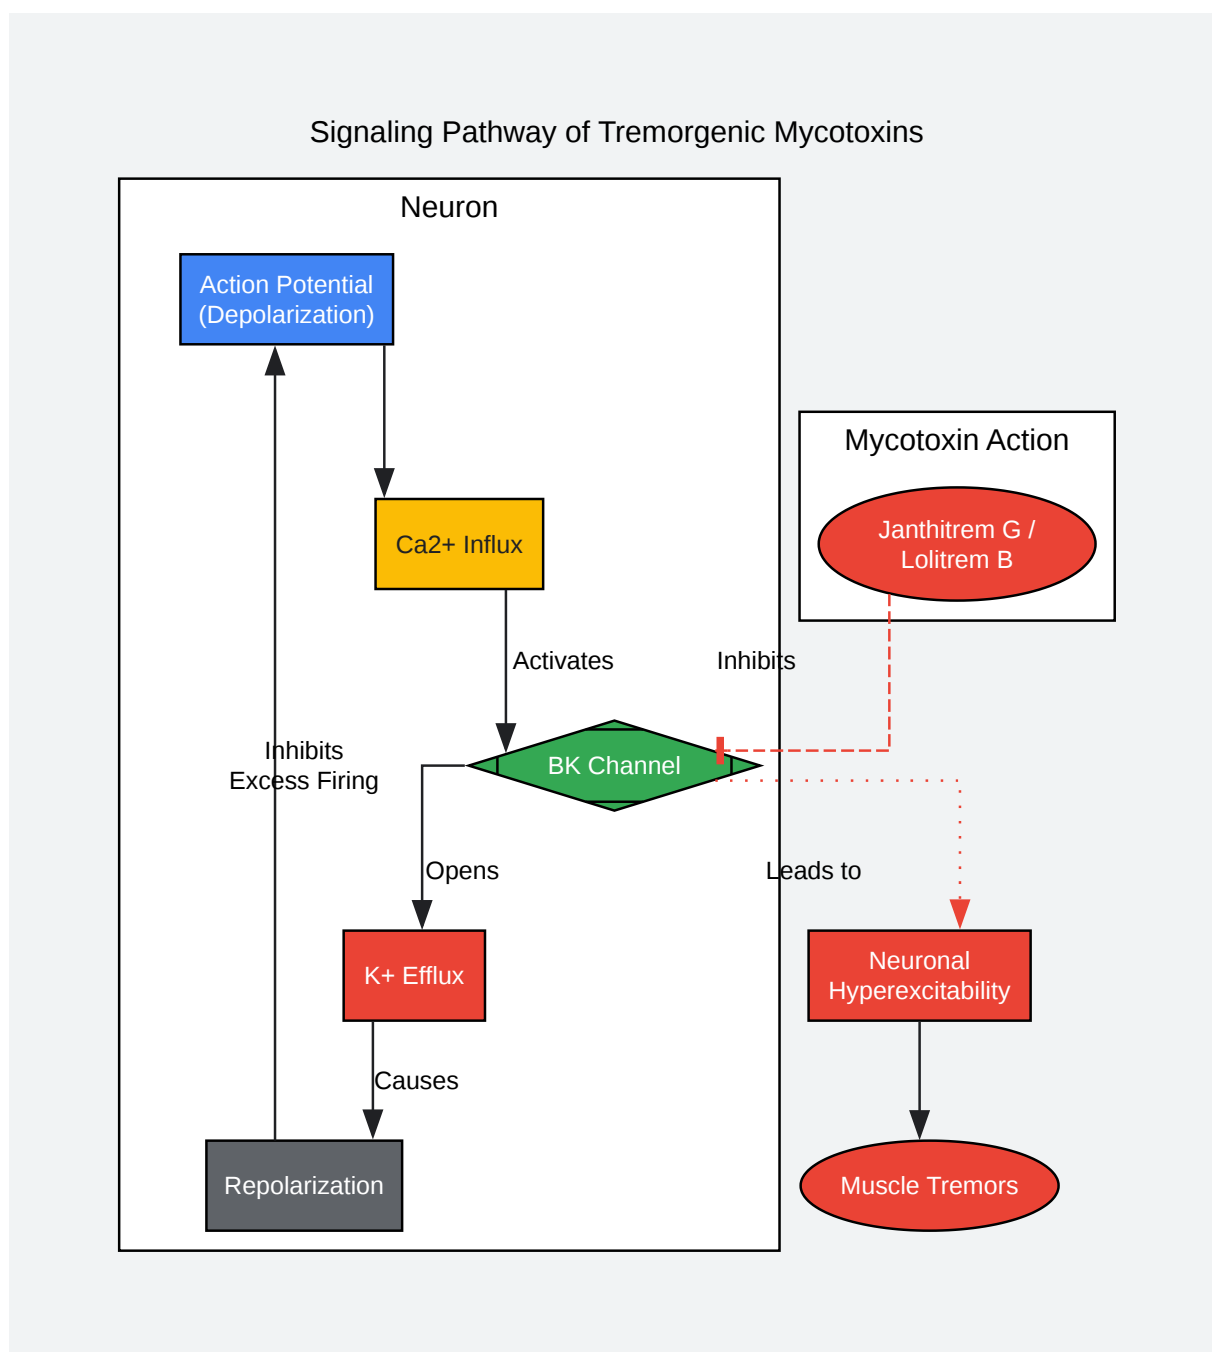 Signaling Pathway of Tremorgenic Mycotoxins
Neuron
Action Potential
(Depolarization)
Mycotoxin Action
Janthitrem G /
Lolitrem B
Ca2+ Influx
Activates
Inhibits
Inhibits
Excess Firing
BK Channel
Opens
Leads to
K+ Efflux
Neuronal
Hyperexcitability
Causes
Repolarization
Muscle Tremors